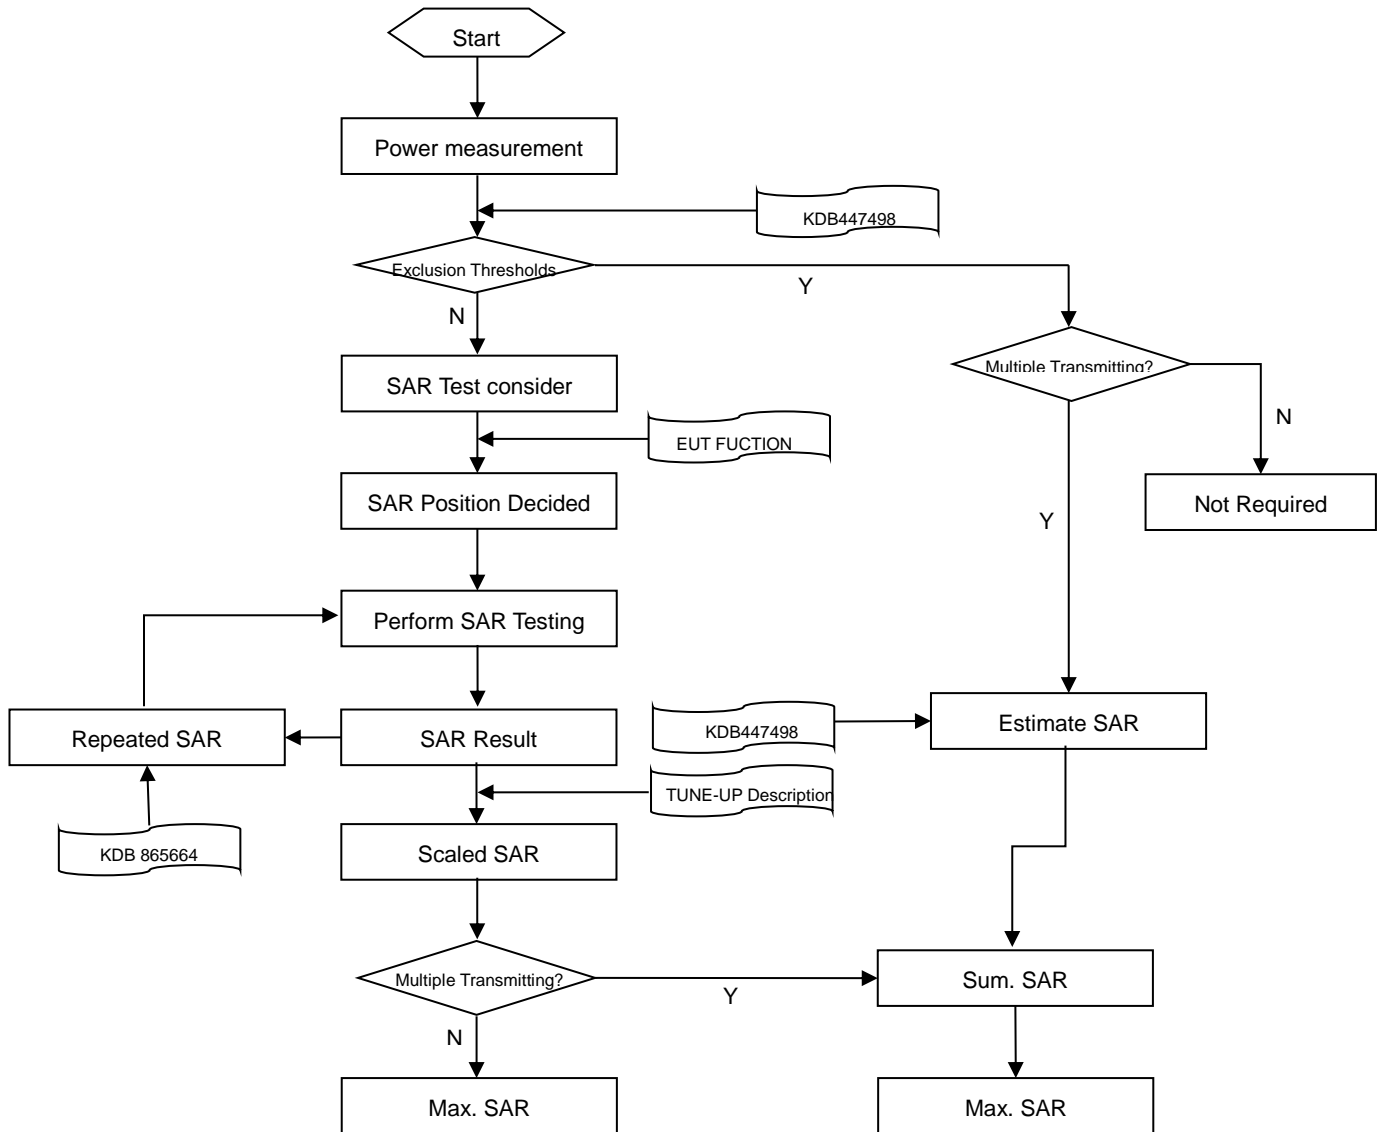 Start
Power measurement
KDB447498
Exclusion Thresholds
Y
N
Multiple Transmitting?
SAR Test consider
N
EUT FUCTION
SAR Position Decided
Not Required
Y
Perform SAR Testing
Repeated SAR
SAR Result
KDB447498
Estimate SAR
TUNE-UP Description
KDB 865664
Scaled SAR
Multiple Transmitting?
Y
Sum. SAR
N
Max. SAR
Max. SAR